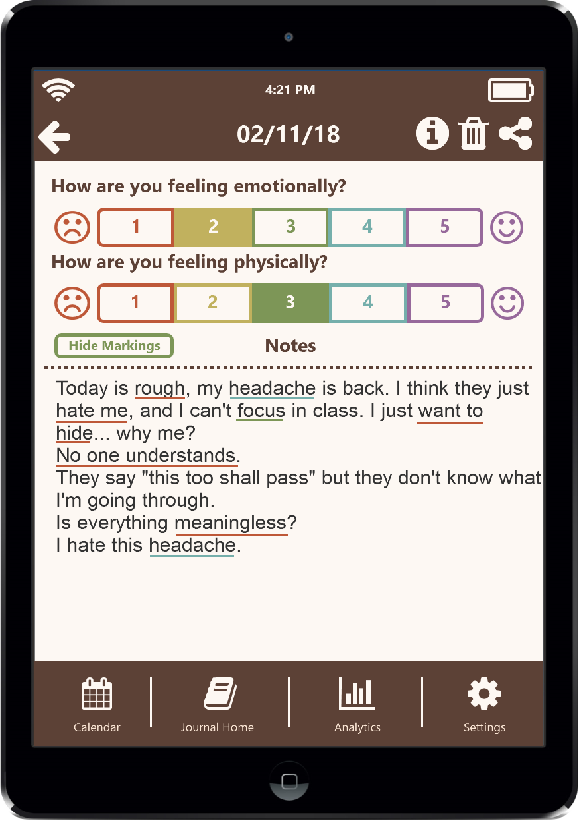 4:21 PM
02/11/18
How are you feeling emotionally?
1 2 3 4 5
How are you feeling physically?
1 2 3 4 5
Hide Markings
Notes
Today is rough, my headache is back. I think they just
hate me, and I can't focus in class. I just want to
hide... why me?
No one understands.
They say "this too shall pass" but they don't know what
I'm going through.
Is everything meaningless?
I hate this headache.
Calendar
Journal Home
Analytics
Settings